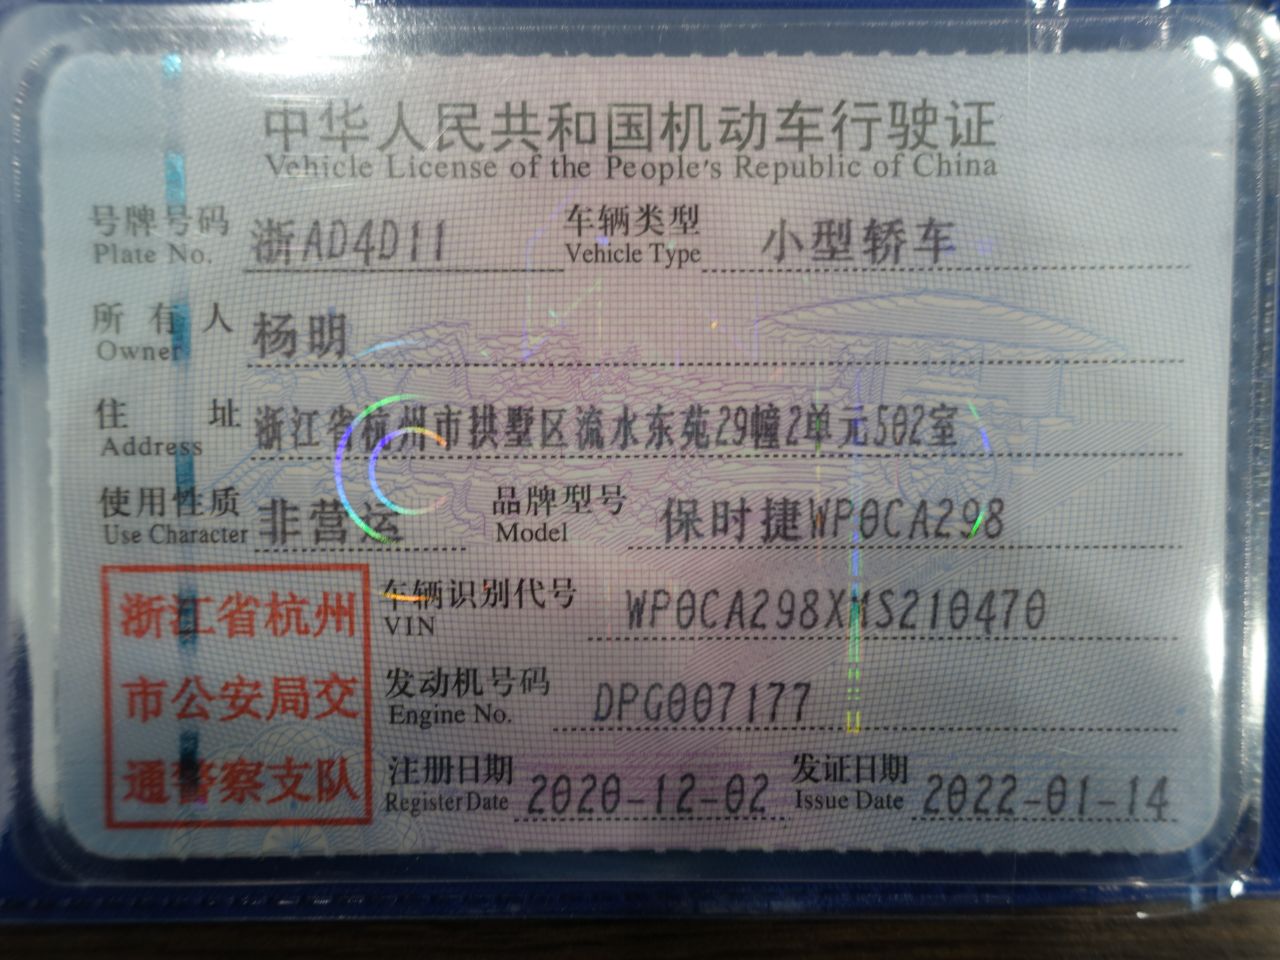 中华人民共和国机动车行驶证
Vehicle License of the People's Republic of China
号牌号码 浙AD4D11 车辆类型 小型轿车
Plate No. Vehicle Type
所有人 杨明
Owner
住址 浙江省杭州市拱墅区流水东苑29幢2单元502室
Address
使用性质 非营运 品牌型号 保时捷WP0CA298
Use Character Model
浙江省杭州
市公安局交
通警察支队
车辆识别代号 WP0CA298XMS210470
VIN
发动机号码 DPG007177
Engine No.
注册日期 2020-12-02 发证日期 2022-01-14
Register Date Issue Date